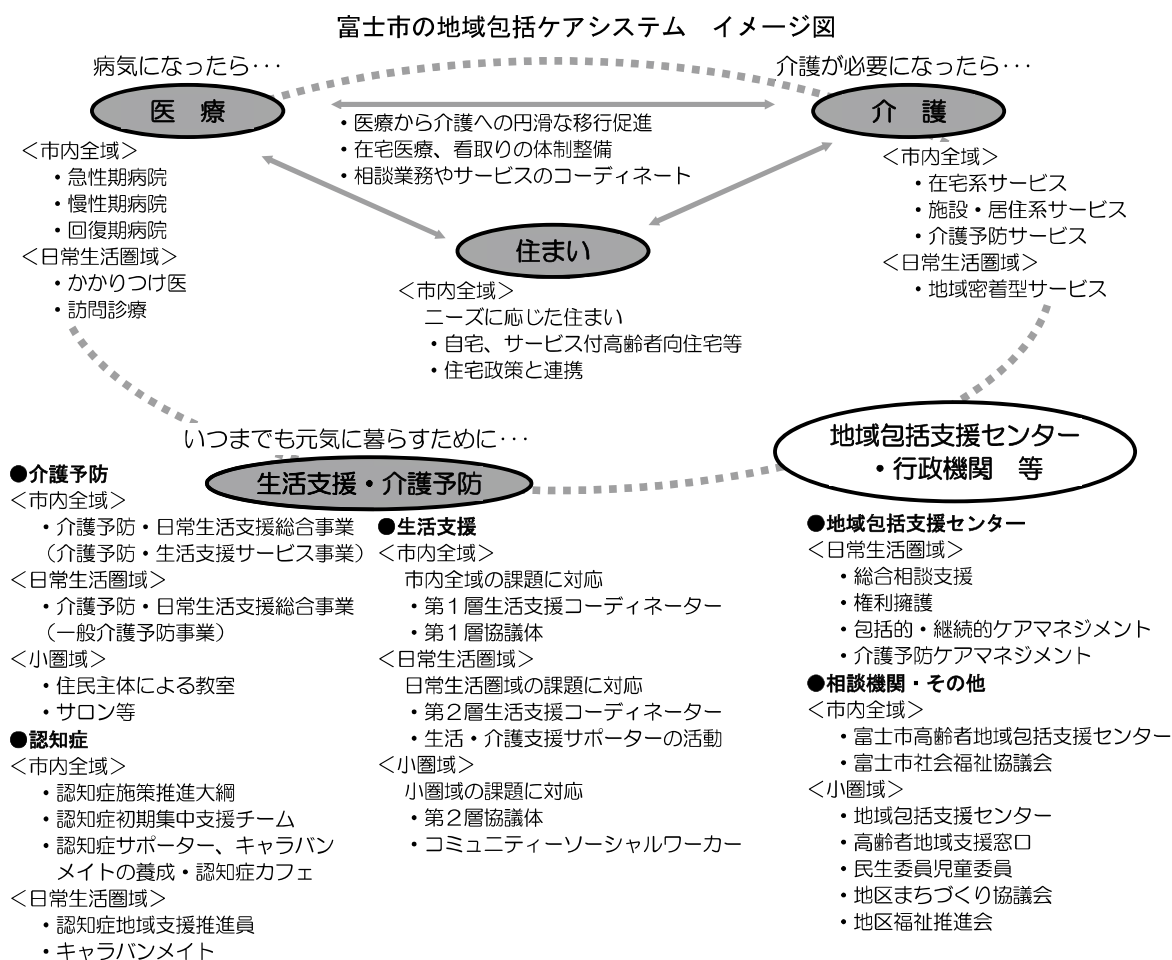 富士市の地域包括ケアシステム　イメージ図
病気になったら･･･
医　療
＜市内全域＞
・急性期病院
・慢性期病院
・回復期病院
＜日常生活圏域＞
・かかりつけ医
・訪問診療
・医療から介護への円滑な移行促進
・在宅医療、看取りの体制整備
・相談業務やサービスのコーディネート
介護が必要になったら･･･
介　護
＜市内全域＞
・在宅系サービス
・施設・居住系サービス
・介護予防サービス
＜日常生活圏域＞
・地域密着型サービス
住まい
＜市内全域＞
ニーズに応じた住まい
・自宅、サービス付高齢者向住宅等
・住宅政策と連携
いつまでも元気に暮らすために･･･
生活支援・介護予防
●介護予防
＜市内全域＞
・介護予防・日常生活支援総合事業
（介護予防・生活支援サービス事業）
＜日常生活圏域＞
・介護予防・日常生活支援総合事業
（一般介護予防事業）
＜小圏域＞
・住民主体による教室
・サロン等
●認知症
＜市内全域＞
・認知症施策推進大綱
・認知症初期集中支援チーム
・認知症サポーター、キャラバン
メイトの養成・認知症カフェ
＜日常生活圏域＞
・認知症地域支援推進員
・キャラバンメイト
●生活支援
＜市内全域＞
市内全域の課題に対応
・第１層生活支援コーディネーター
・第１層協議体
＜日常生活圏域＞
日常生活圏域の課題に対応
・第２層生活支援コーディネーター
・生活・介護支援サポーターの活動
＜小圏域＞
小圏域の課題に対応
・第２層協議体
・コミュニティーソーシャルワーカー
地域包括支援センター
・行政機関　等
●地域包括支援センター
＜日常生活圏域＞
・総合相談支援
・権利擁護
・包括的・継続的ケアマネジメント
・介護予防ケアマネジメント
●相談機関・その他
＜市内全域＞
・富士市高齢者地域包括支援センター
・富士市社会福祉協議会
＜小圏域＞
・地域包括支援センター
・高齢者地域支援窓口
・民生委員児童委員
・地区まちづくり協議会
・地区福祉推進会